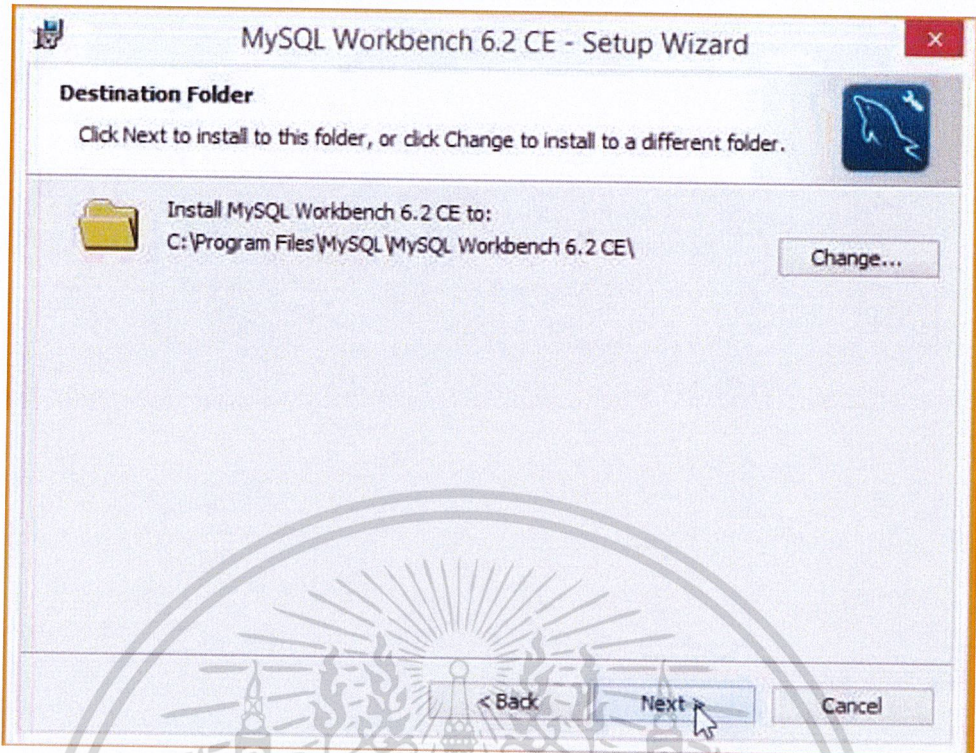 MySQL Workbench 6.2 CE - Setup Wizard
Destination Folder
Click Next to install to this folder, or click Change to install to a different folder.
Install MySQL Workbench 6.2 CE to:
C:\Program Files\MySQL\MySQL Workbench 6.2 CE\
Change...
< Back
Next >
Cancel